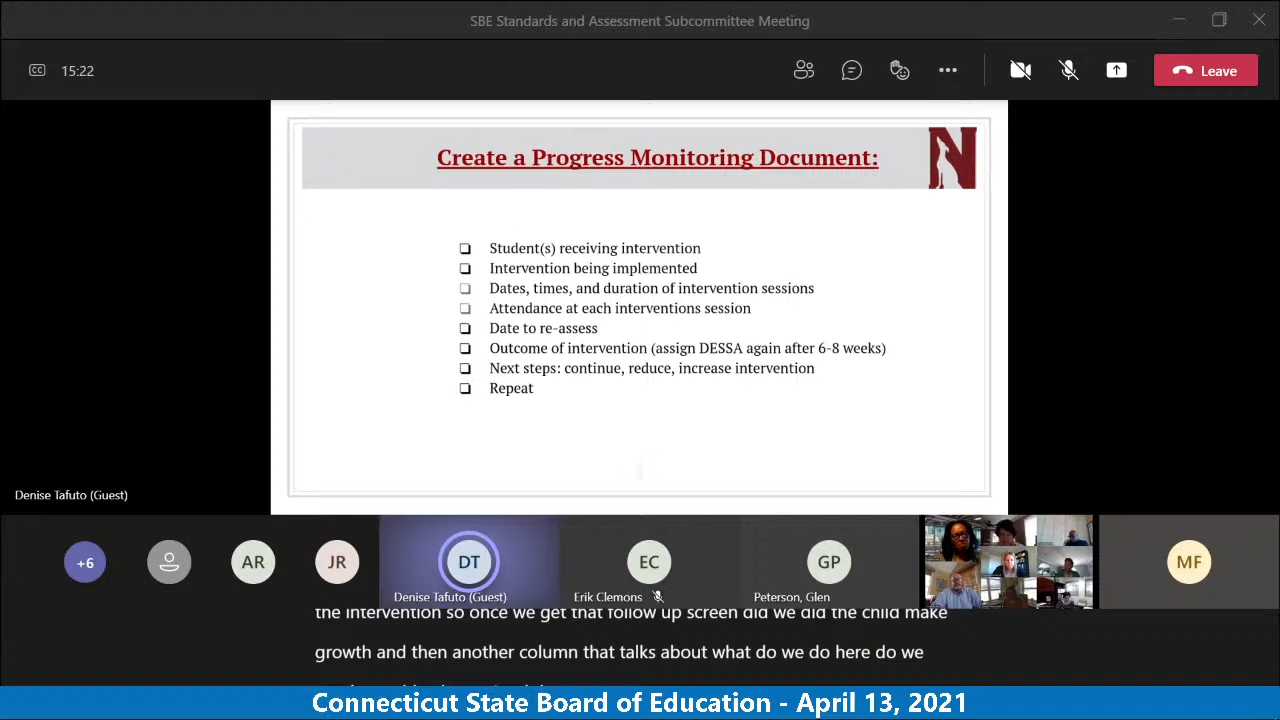 SBE Standards and Assessment Subcommittee Meeting
CC
15:22
Leave
Create a Progress Monitoring Document:
N
Student(s) receiving intervention
Intervention being implemented
Dates, times, and duration of intervention sessions
Attendance at each interventions session
Date to re-assess
Outcome of intervention (assign DESSA again after 6-8 weeks)
Next steps: continue, reduce, increase intervention
Repeat
Denise Tafuto (Guest)
+6
AR
JR
DT
EC
GP
MF
Denise Tafuto (Guest)
Erik Clemons
Peterson, Glen
the intervention so once we get that follow up screen did we did the child make
growth and then another column that talks about what do we do here do we
Connecticut State Board of Education - April 13, 2021